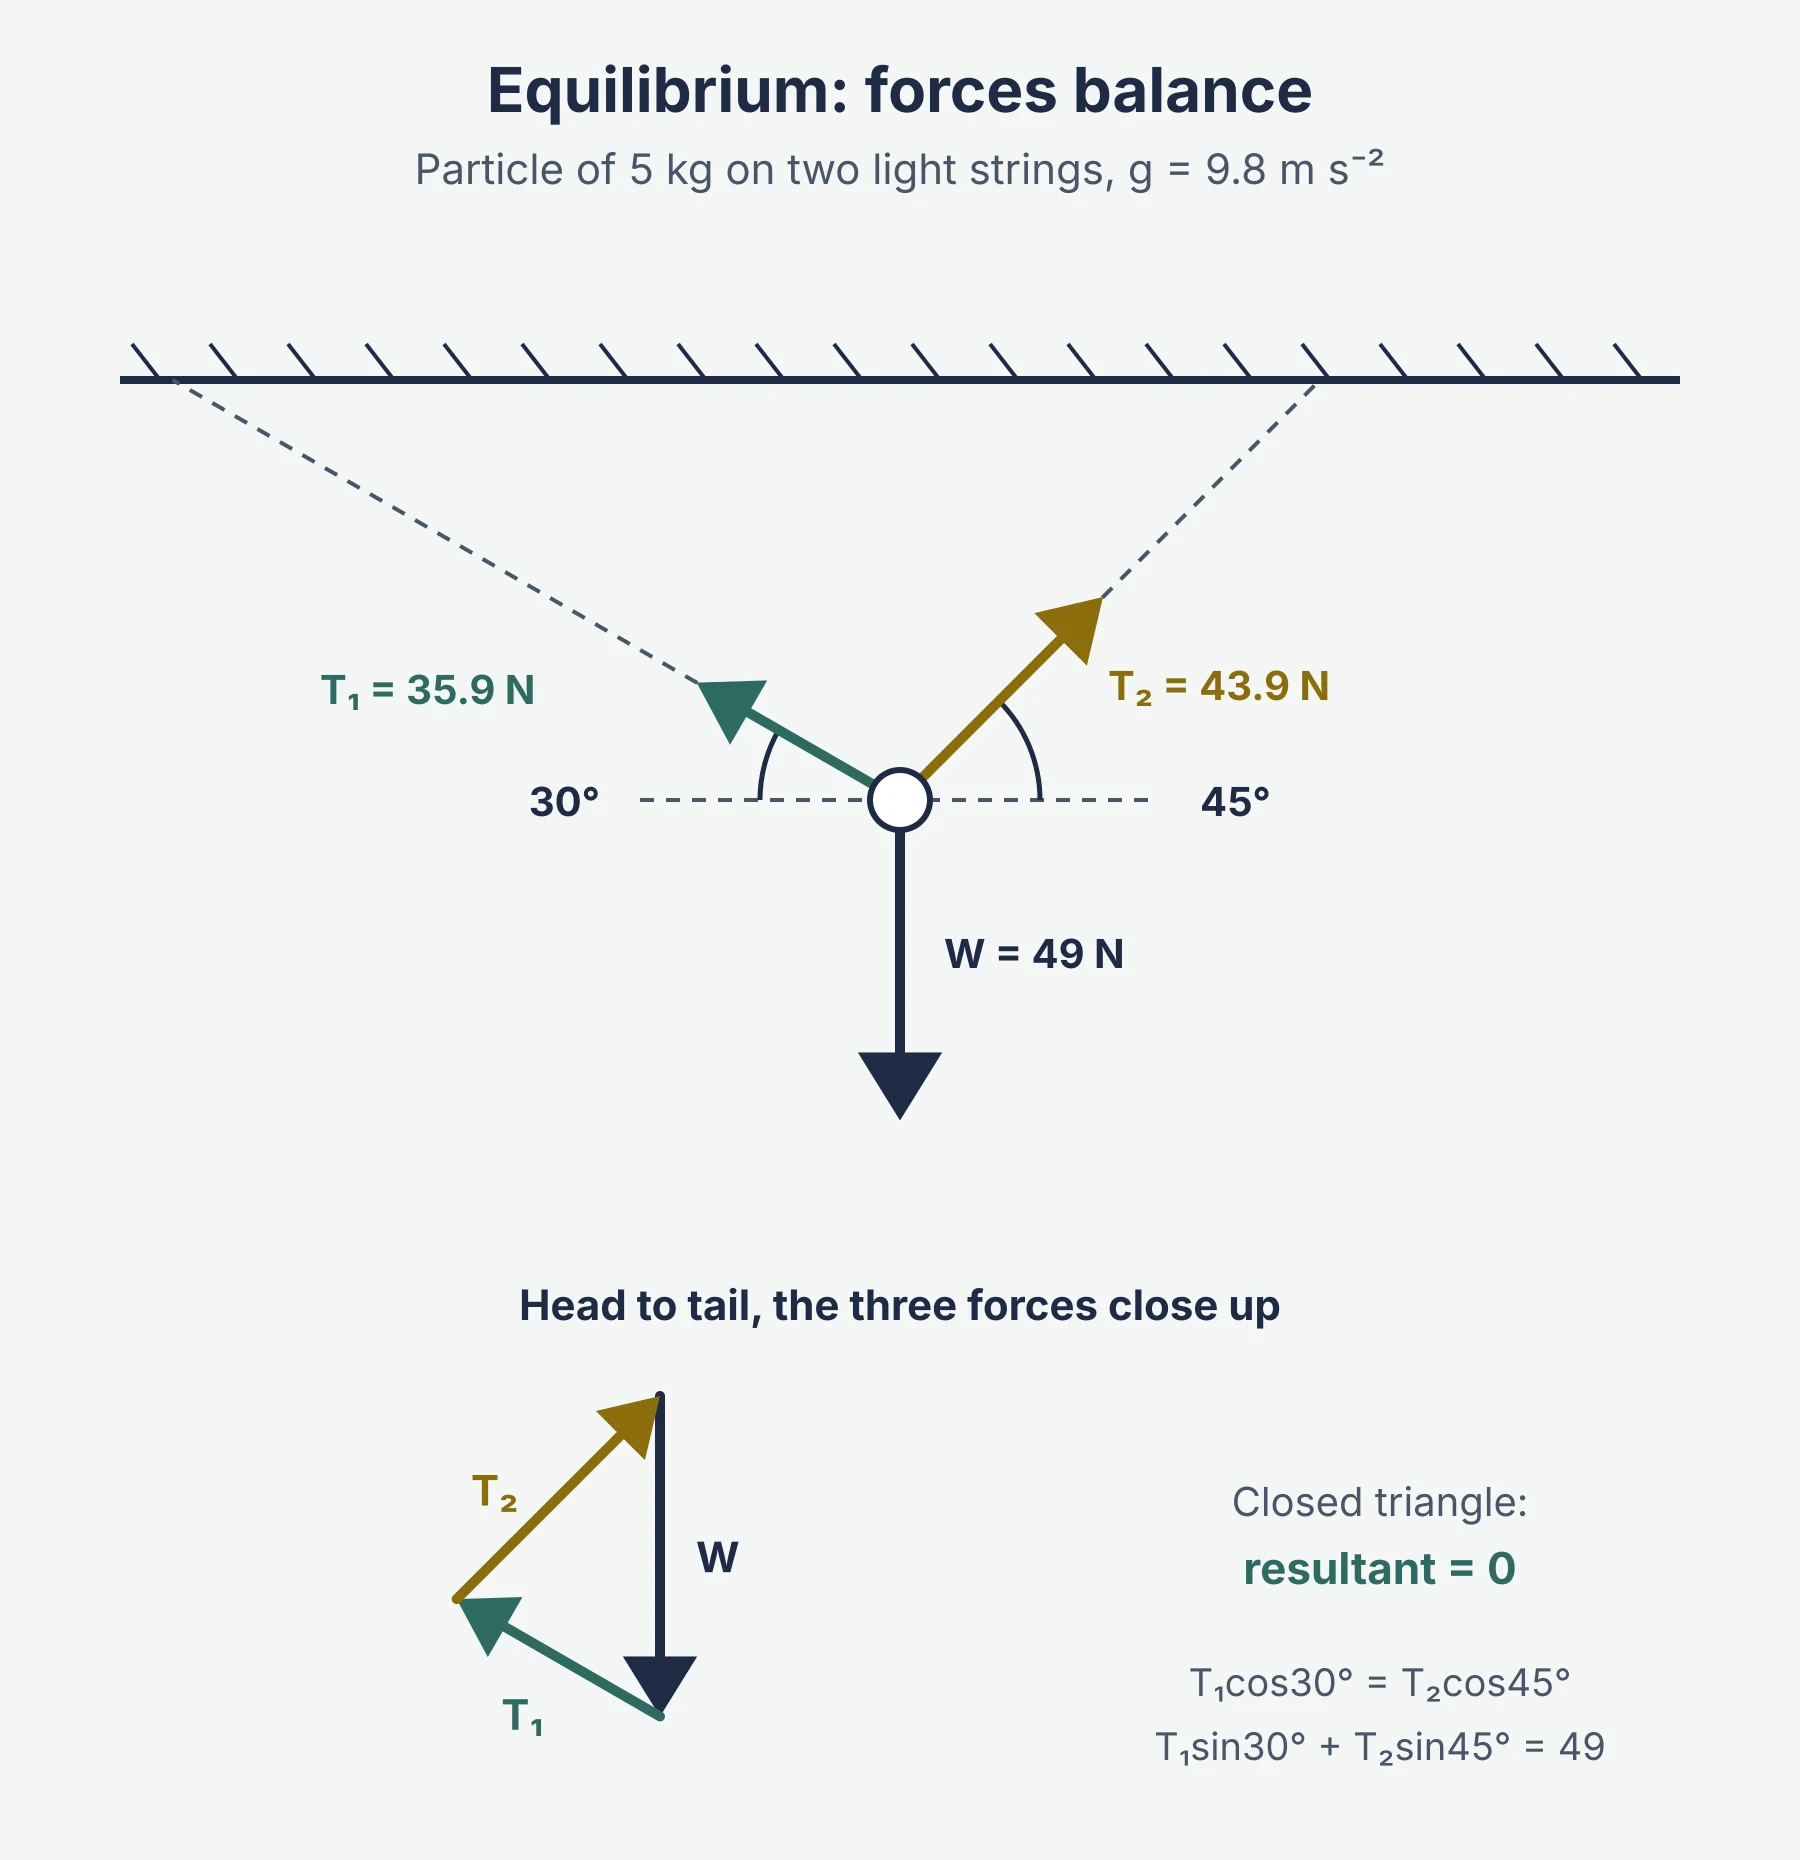 Equilibrium: forces balance
Particle of 5 kg on two light strings, g = 9.8 m s⁻²
T₁ = 35.9 N
T₂ = 43.9 N
30°
45°
W = 49 N
Head to tail, the three forces close up
T₂
W
T₁
Closed triangle:
resultant = 0
T₁cos30° = T₂cos45°
T₁sin30° + T₂sin45° = 49